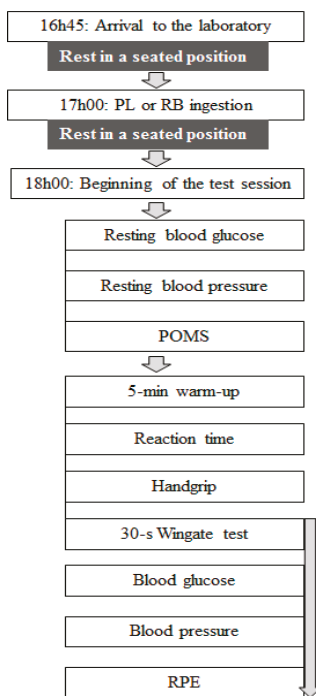 16h45: Arrival to the laboratory
Rest in a seated position
17h00: PL or RB ingestion
Rest in a seated position
18h00: Beginning of the test session
Resting blood glucose
Resting blood pressure
POMS
5-min warm-up
Reaction time
Handgrip
30-s Wingate test
Blood glucose
Blood pressure
RPE